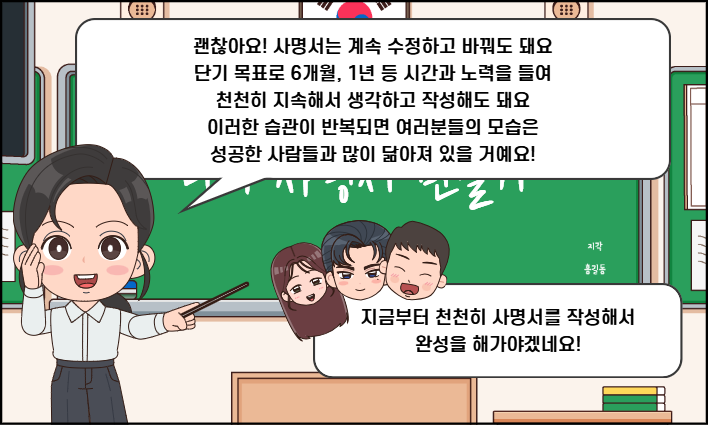 괜찮아요! 사명서는 계속 수정하고 바꿔도 돼요
단기 목표로 6개월, 1년 등 시간과 노력을 들여
천천히 지속해서 생각하고 작성해도 돼요
이러한 습관이 반복되면 여러분들의 모습은
성공한 사람들과 많이 닮아져 있을 거예요!
지각
홍길동
지금부터 천천히 사명서를 작성해서
완성을 해가야겠네요!